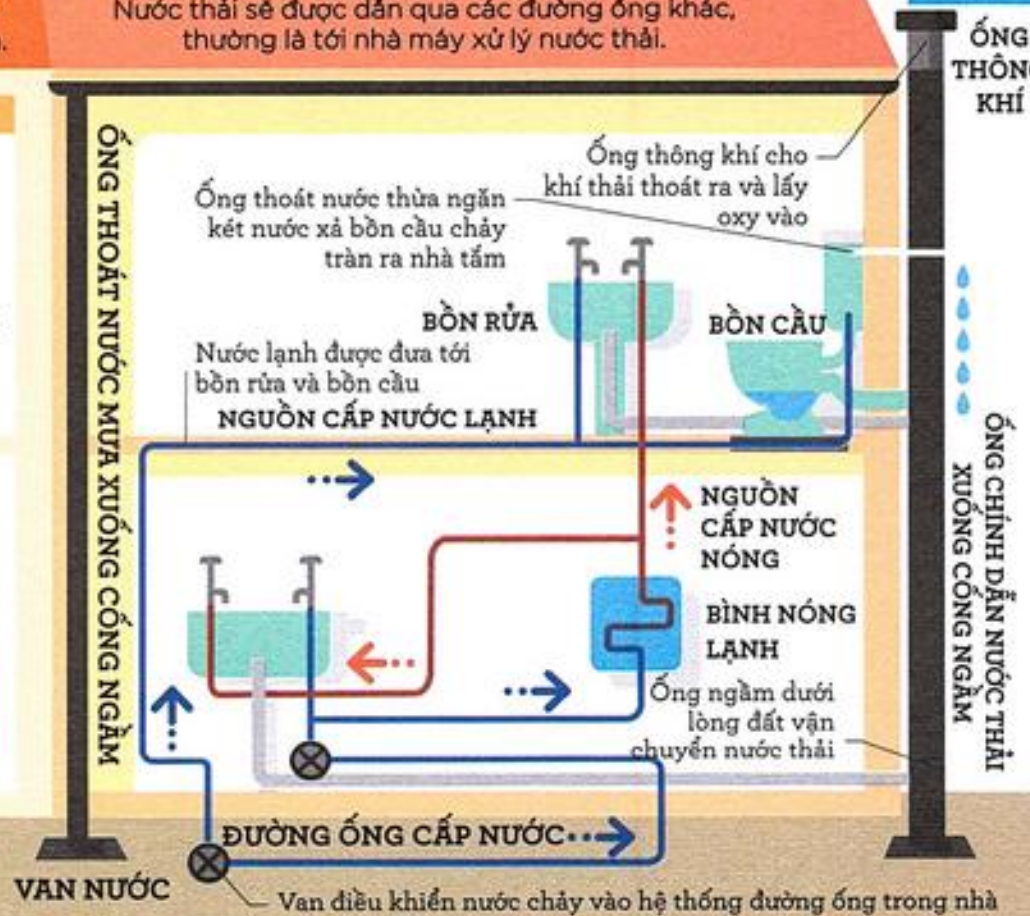 Nước thải sẽ được dẫn qua các đường ống khác,
thường là tới nhà máy xử lý nước thải.
ỐNG
THÔNG
KHÍ
Ống thông khí cho
khí thải thoát ra và lấy
oxy vào
Ống thoát nước thừa ngăn
két nước xả bồn cầu chảy
tràn ra nhà tắm
ỐNG THOÁT NƯỚC MƯA XUỐNG CỐNG NGẦM
BỒN RỬA
BỒN CẦU
Nước lạnh được đưa tới
bồn rửa và bồn cầu
NGUỒN CẤP NƯỚC LẠNH
NGUỒN
CẤP NƯỚC
NÓNG
BÌNH NÓNG
LẠNH
ỐNG CHÍNH DẪN NƯỚC THẢI
XUỐNG CỐNG NGẦM
Ống ngầm dưới
lòng đất vận
chuyển nước thải
ĐƯỜNG ỐNG CẤP NƯỚC
VAN NƯỚC
Van điều khiển nước chảy vào hệ thống đường ống trong nhà